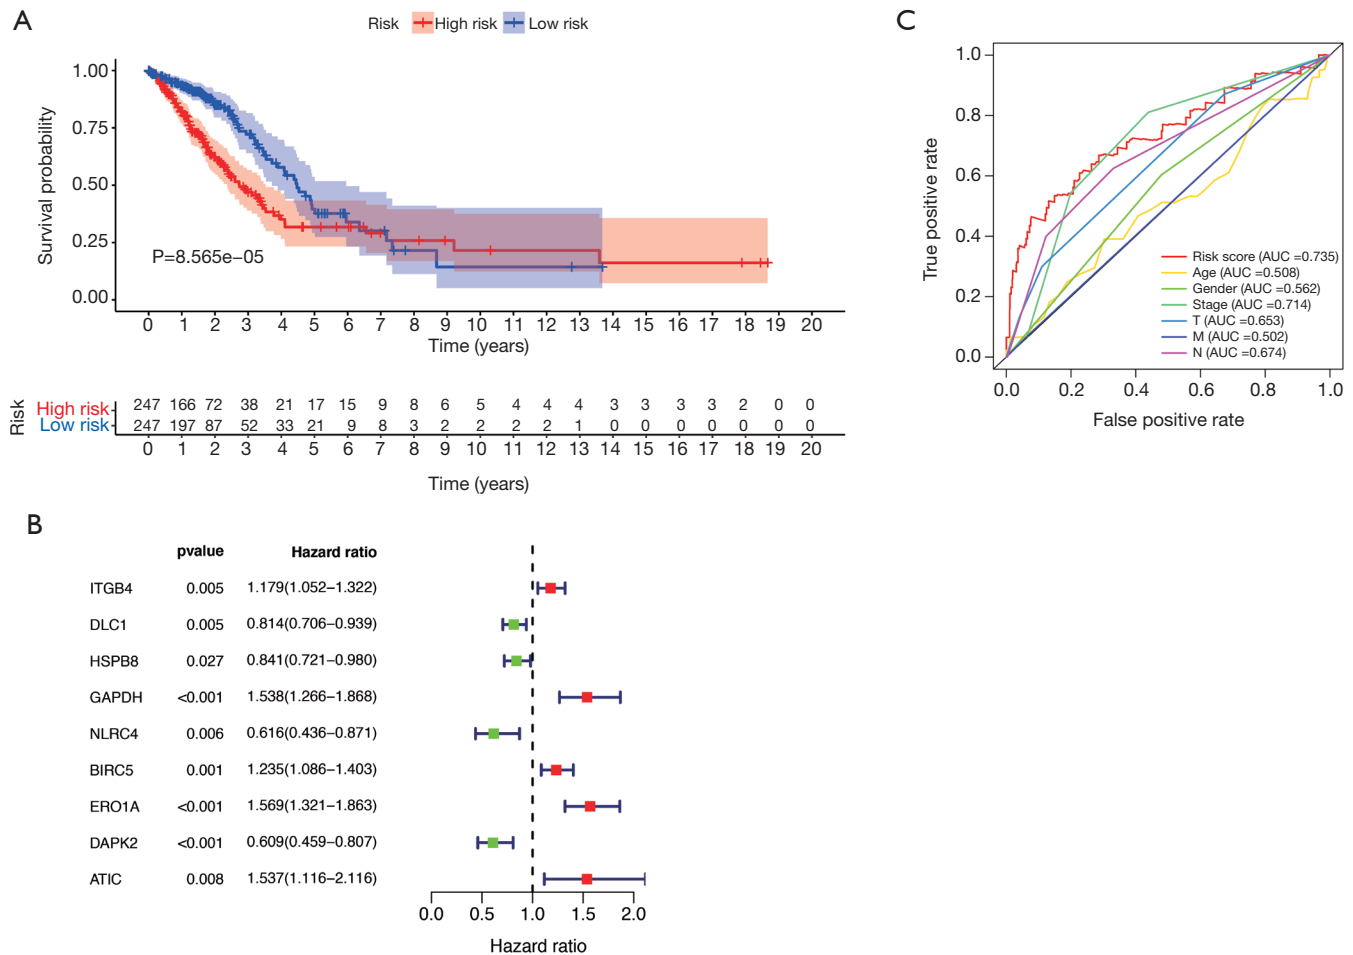 A
Risk High risk Low risk
Survival probability
1.00
0.75
0.50
0.25
0.00
P=8.565e−05
0 1 2 3 4 5 6 7 8 9 10 11 12 13 14 15 16 17 18 19 20
Time (years)
Risk
High risk 247 166 72 38 21 17 15 9 8 6 5 4 4 4 3 3 3 3 2 0 0
Low risk 247 197 87 52 33 21 9 8 3 2 2 2 2 1 0 0 0 0 0 0 0
0 1 2 3 4 5 6 7 8 9 10 11 12 13 14 15 16 17 18 19 20
Time (years)
C
True positive rate
1.0
0.8
0.6
0.4
0.2
0.0
Risk score (AUC =0.735)
Age (AUC =0.508)
Gender (AUC =0.562)
Stage (AUC =0.714)
T (AUC =0.653)
M (AUC =0.502)
N (AUC =0.674)
0.0 0.2 0.4 0.6 0.8 1.0
False positive rate
B
pvalue Hazard ratio
ITGB4 0.005 1.179(1.052−1.322)
DLC1 0.005 0.814(0.706−0.939)
HSPB8 0.027 0.841(0.721−0.980)
GAPDH <0.001 1.538(1.266−1.868)
NLRC4 0.006 0.616(0.436−0.871)
BIRC5 0.001 1.235(1.086−1.403)
ERO1A <0.001 1.569(1.321−1.863)
DAPK2 <0.001 0.609(0.459−0.807)
ATIC 0.008 1.537(1.116−2.116)
0.0 0.5 1.0 1.5 2.0
Hazard ratio